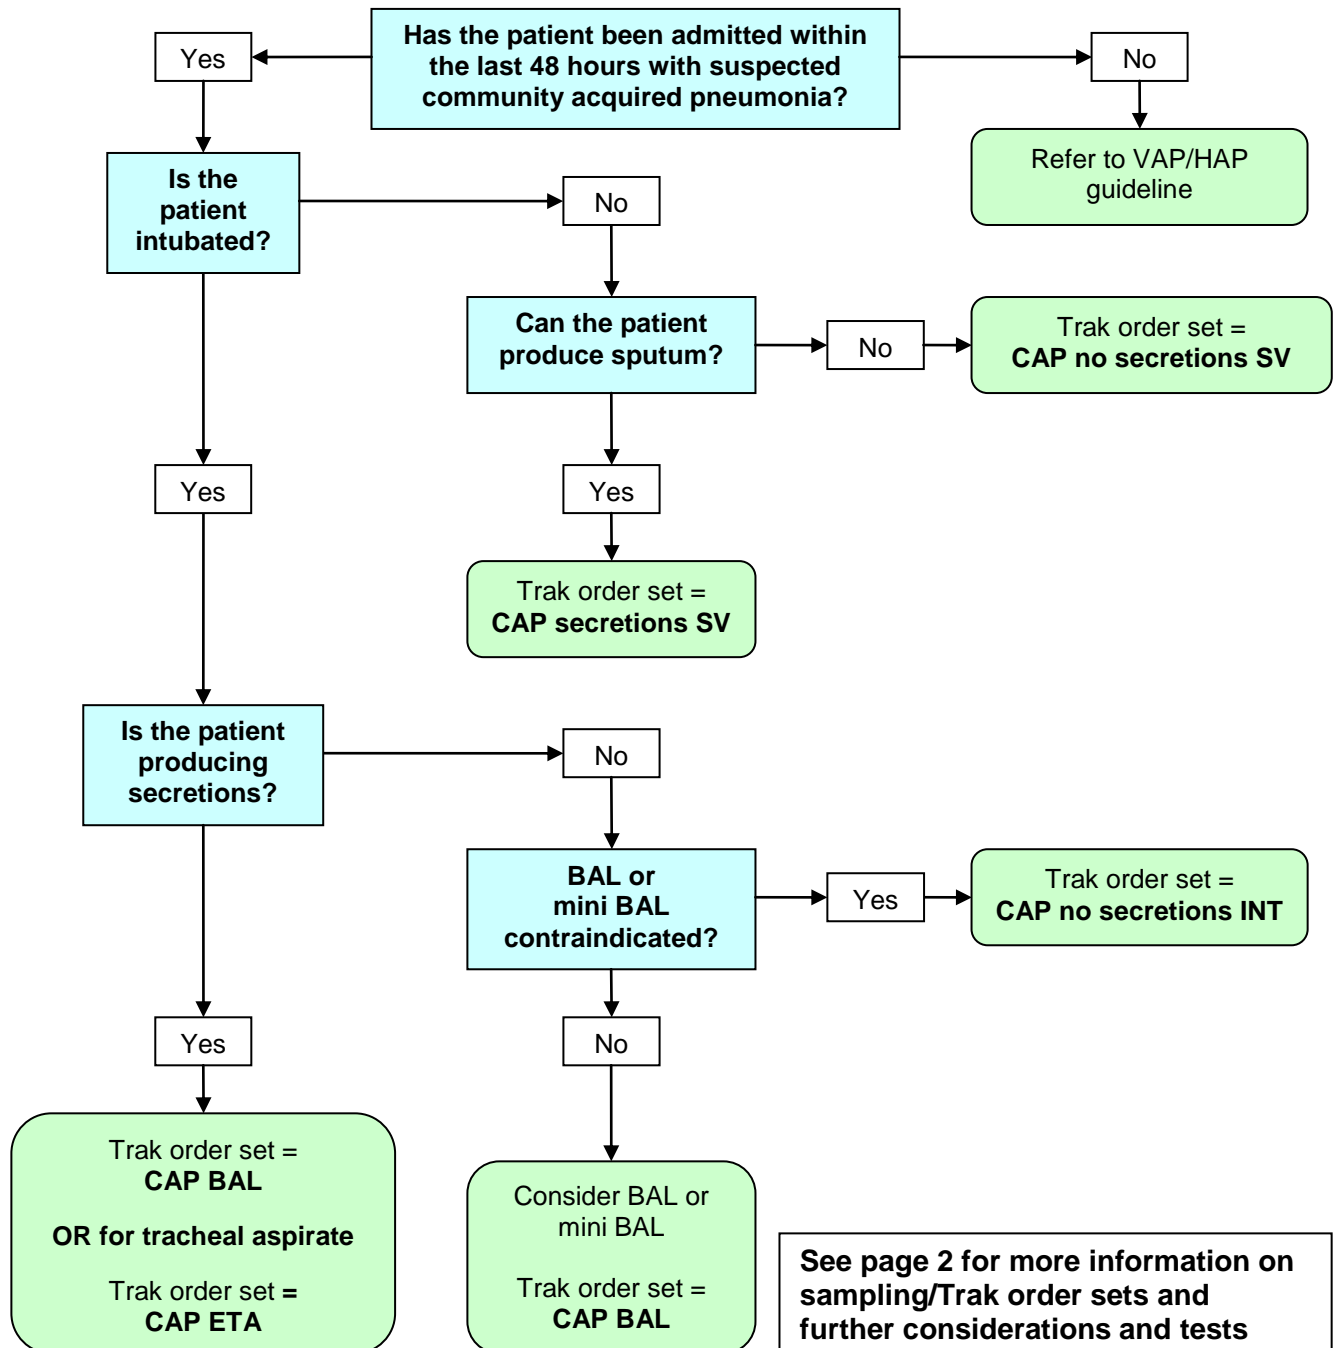 Has the patient been admitted within
the last 48 hours with suspected
community acquired pneumonia?
Yes
No
Refer to VAP/HAP
guideline
Is the
patient
intubated?
No
Can the patient
produce sputum?
No
Trak order set =
CAP no secretions SV
Yes
Yes
Trak order set =
CAP secretions SV
Is the patient
producing
secretions?
No
BAL or
mini BAL
contraindicated?
Yes
Trak order set =
CAP no secretions INT
Yes
No
Trak order set =
CAP BAL
OR for tracheal aspirate
Trak order set =
CAP ETA
Consider BAL or
mini BAL
Trak order set =
CAP BAL
See page 2 for more information on
sampling/Trak order sets and
further considerations and tests